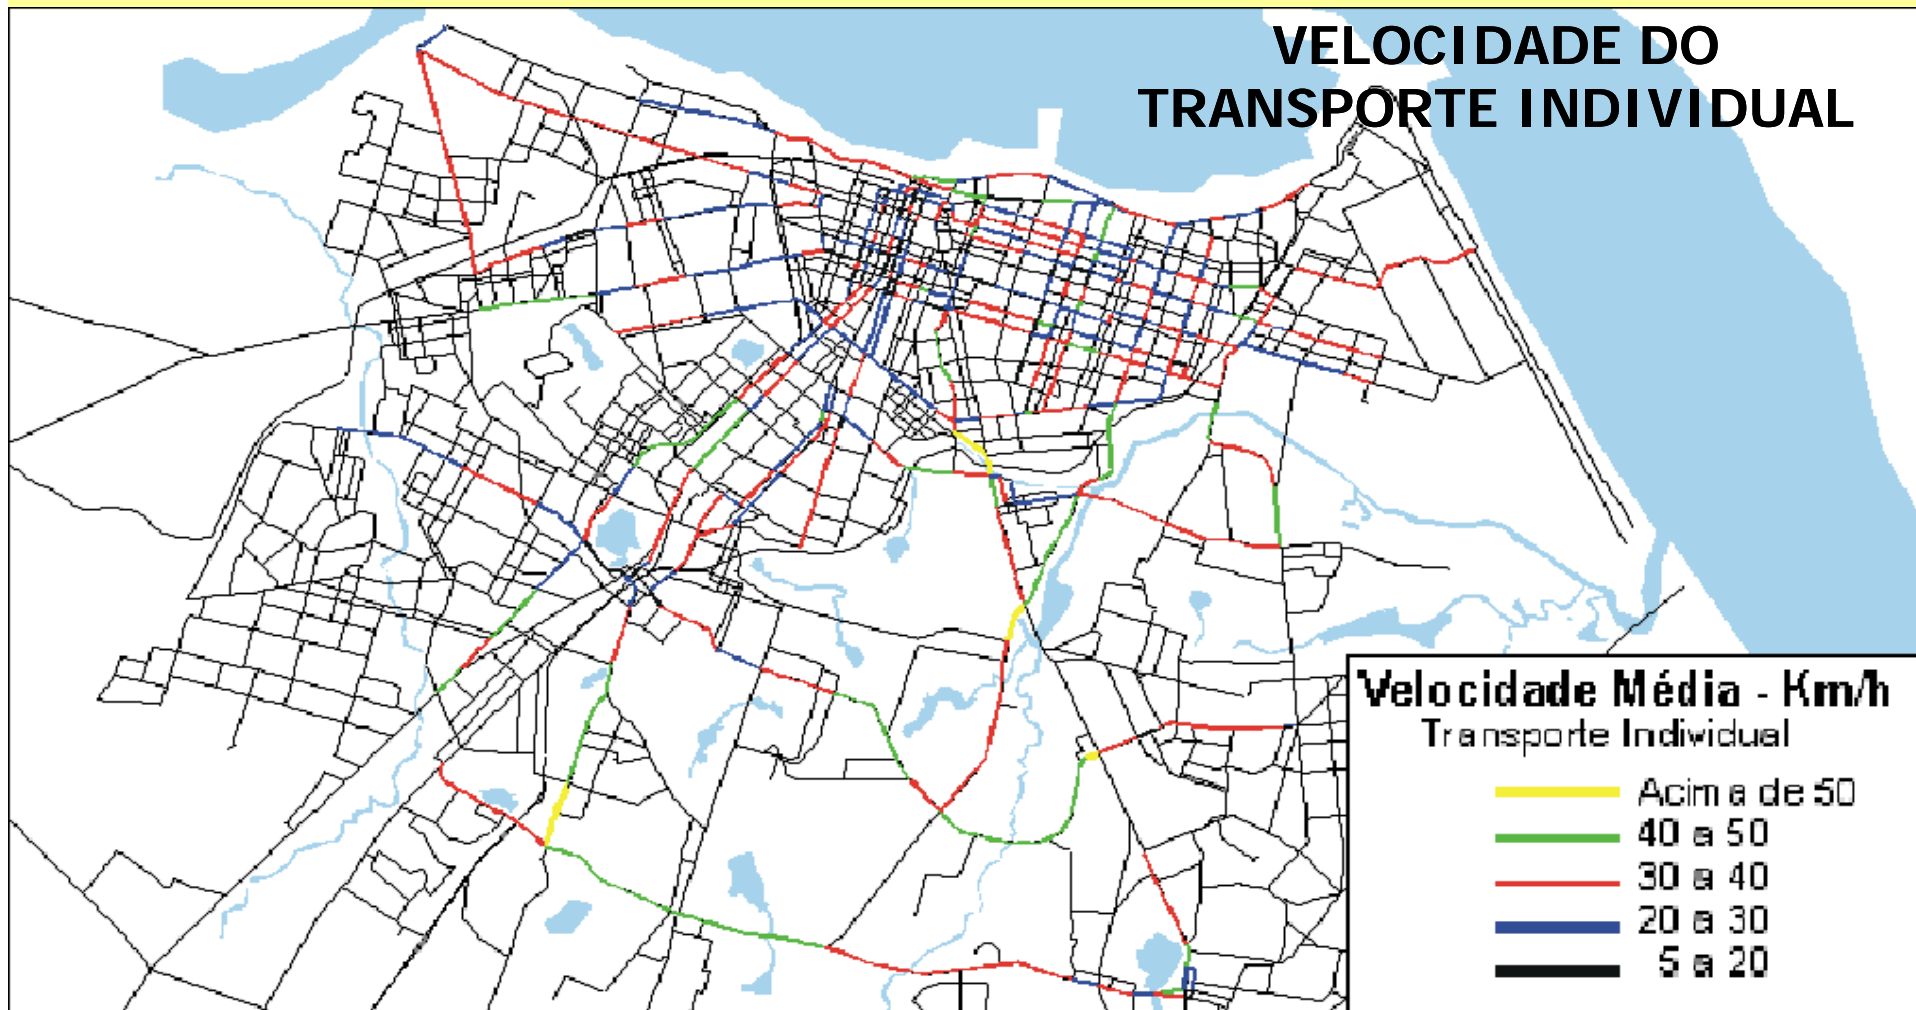 VELOCIDADE DO
TRANSPORTE INDIVIDUAL
Velocidade Média - Km/h
Transporte Individual
Acima de 50
40 a 50
30 a 40
20 a 30
5 a 20